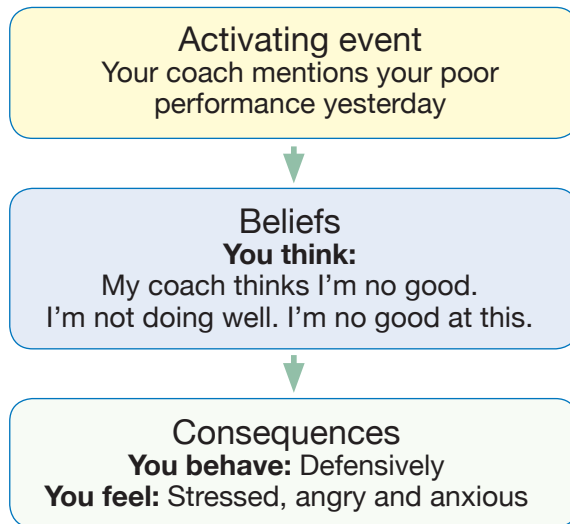 Activating event
Your coach mentions your poor
performance yesterday
Beliefs
You think:
My coach thinks I'm no good.
I'm not doing well. I'm no good at this.
Consequences
You behave: Defensively
You feel: Stressed, angry and anxious